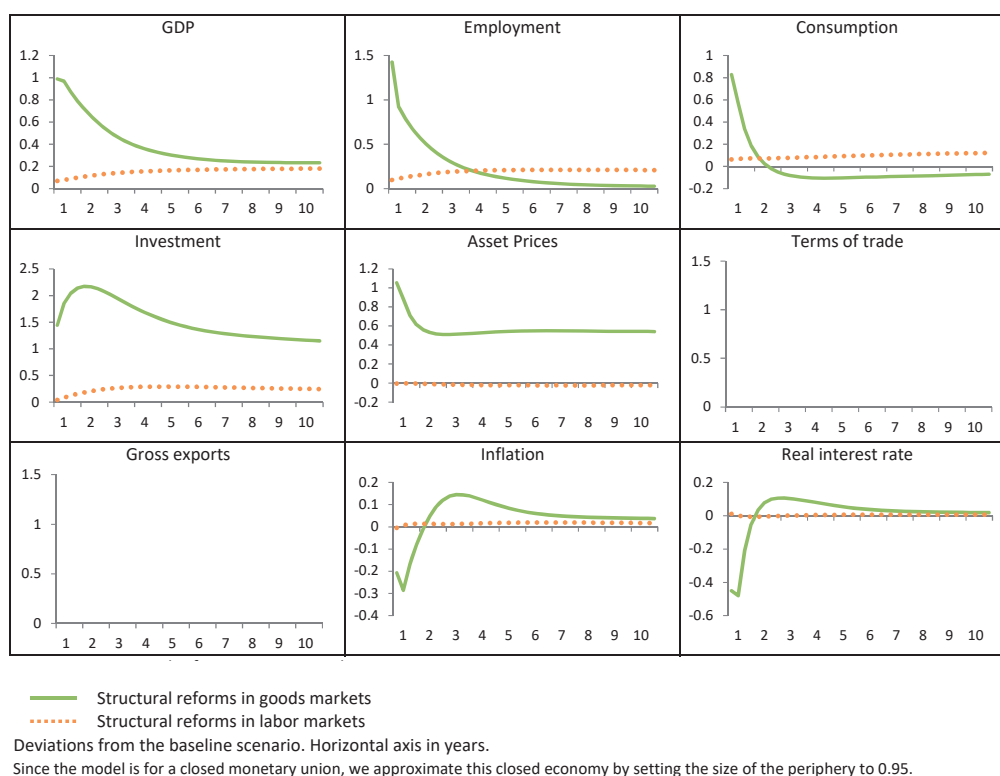 GDP
1.2
1
0.8
0.6
0.4
0.2
0
1 2 3 4 5 6 7 8 9 10
Employment
1.5
1
0.5
0
1 2 3 4 5 6 7 8 9 10
Consumption
1
0.8
0.6
0.4
0.2
0
-0.2
1 2 3 4 5 6 7 8 9 10
Investment
2.5
2
1.5
1
0.5
0
1 2 3 4 5 6 7 8 9 10
Asset Prices
1.2
1
0.8
0.6
0.4
0.2
0
-0.2
1 2 3 4 5 6 7 8 9 10
Terms of trade
1.5
1
0.5
0
1 2 3 4 5 6 7 8 9 10
Gross exports
1.5
1
0.5
0
1 2 3 4 5 6 7 8 9 10
Inflation
0.2
0.1
0
-0.1
-0.2
-0.3
-0.4
1 2 3 4 5 6 7 8 9 10
Real interest rate
0.2
0
-0.2
-0.4
-0.6
1 2 3 4 5 6 7 8 9 10
Structural reforms in goods markets
Structural reforms in labor markets
Deviations from the baseline scenario. Horizontal axis in years.
Since the model is for a closed monetary union, we approximate this closed economy by setting the size of the periphery to 0.95.